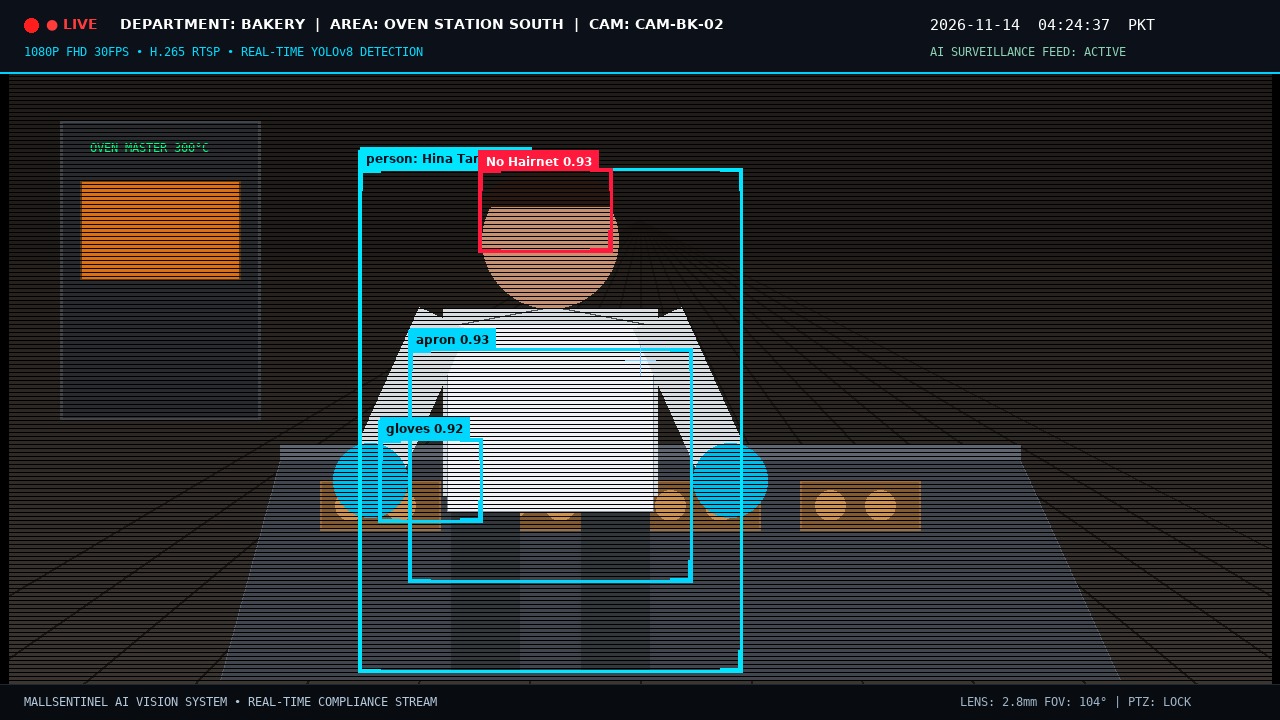 ● LIVE DEPARTMENT: BAKERY | AREA: OVEN STATION SOUTH | CAM: CAM-BK-02 2026-11-14 04:24:37 PKT
1080P FHD 30FPS • H.265 RTSP • REAL-TIME YOLOv8 DETECTION AI SURVEILLANCE FEED: ACTIVE
OVEN MASTER 300°C
person: Hina
No Hairnet 0.93
apron 0.93
gloves 0.92
MALLSENTINEL AI VISION SYSTEM • REAL-TIME COMPLIANCE STREAM LENS: 2.8mm FOV: 104° | PTZ: LOCK